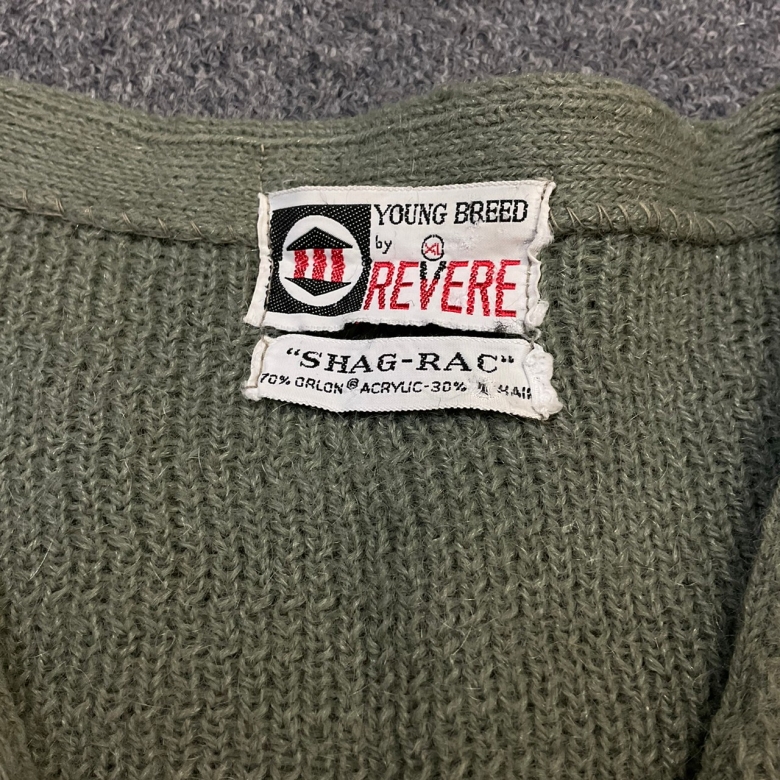 YOUNG BREED
by XL
REVERE
"SHAG-RAC"
70% ORLON® ACRYLIC-30%